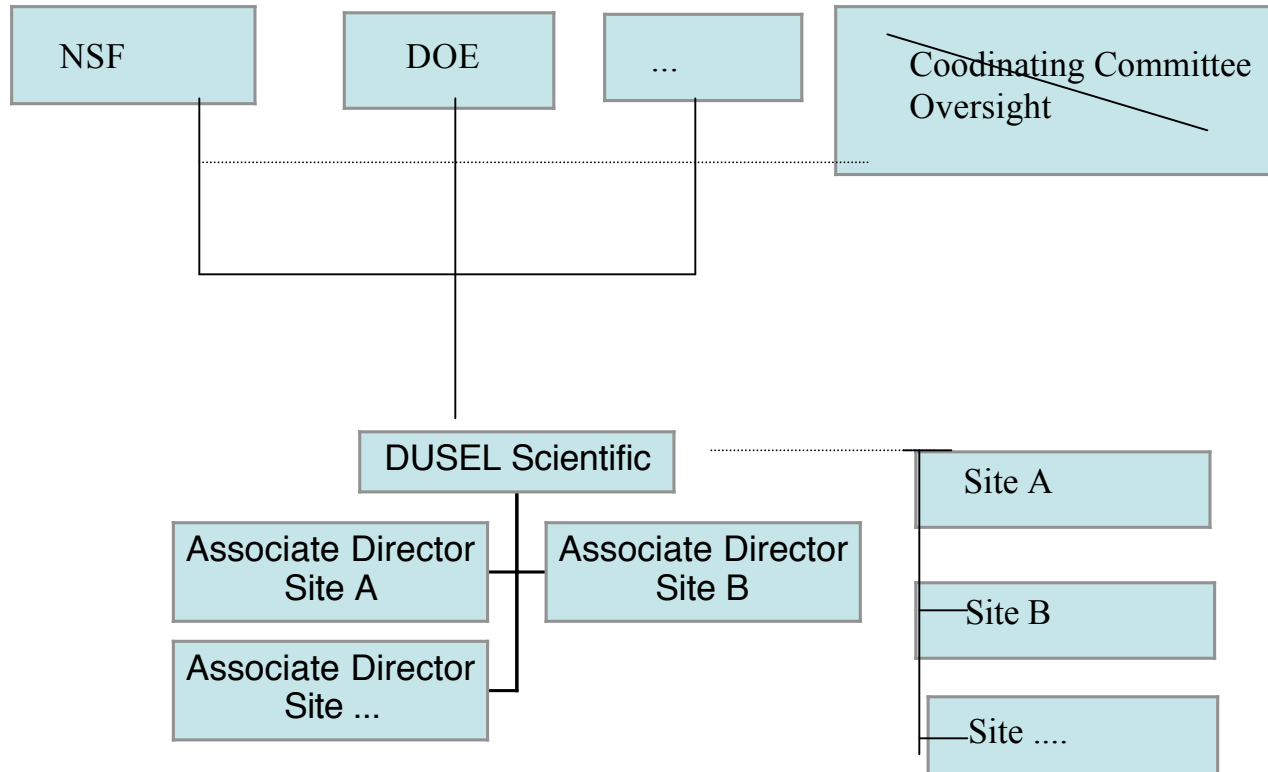 NSF
DOE
...
Coodinating Committee
Oversight
DUSEL Scientific
Associate Director
Site A
Associate Director
Site B
Associate Director
Site ...
Site A
Site B
Site ....